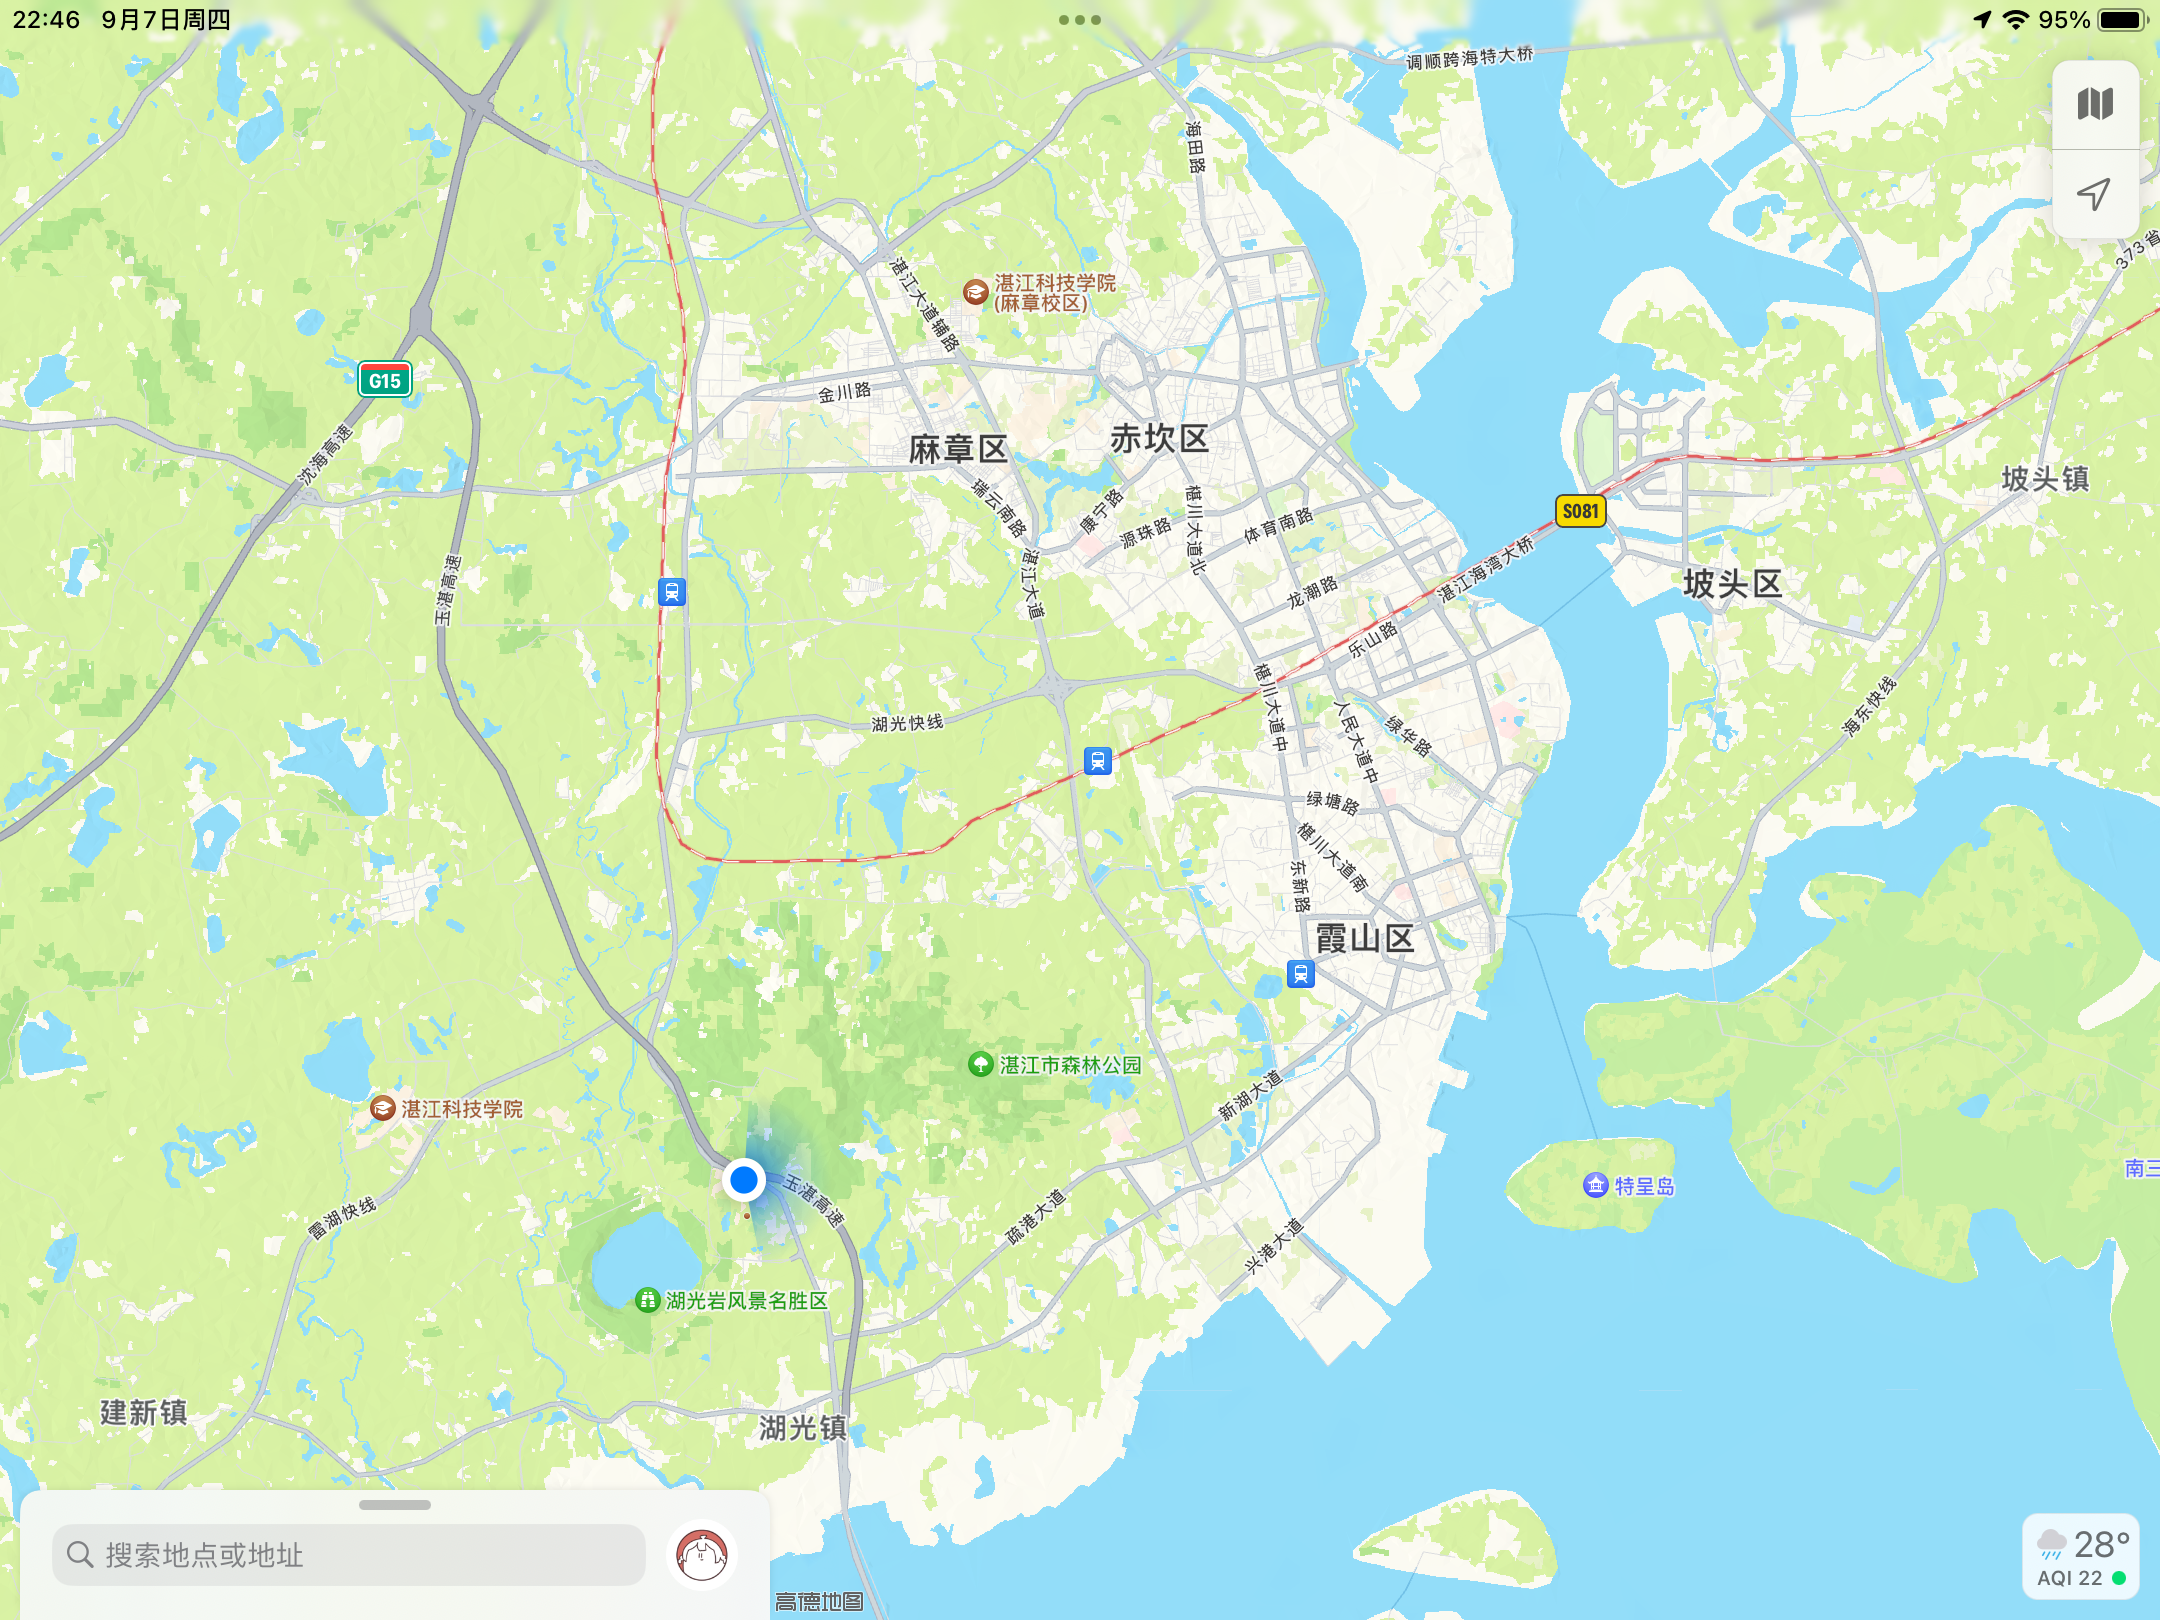 22:46 9月7日周四
95%
调顺跨海特大桥
海田路
373省
湛江科技学院
(麻章校区)
湛江大道辅路
G15
金川路
麻章区
赤坎区
沈海高速
坡头镇
瑞云南路
康宁路
源珠路
椹川大道北
体育南路
S081
湛江海湾大桥
玉湛高速
湛江大道
龙潮路
坡头区
乐山路
椹川大道中
人民大道中
绿华路
海东快线
湖光快线
绿塘路
椹川大道南
东新路
霞山区
湛江市森林公园
新湖大道
湛江科技学院
南三
特呈岛
玉湛高速
雷湖快线
疏港大道
兴港大道
湖光岩风景名胜区
建新镇
湖光镇
搜索地点或地址
28°
AQI 22
高德地图